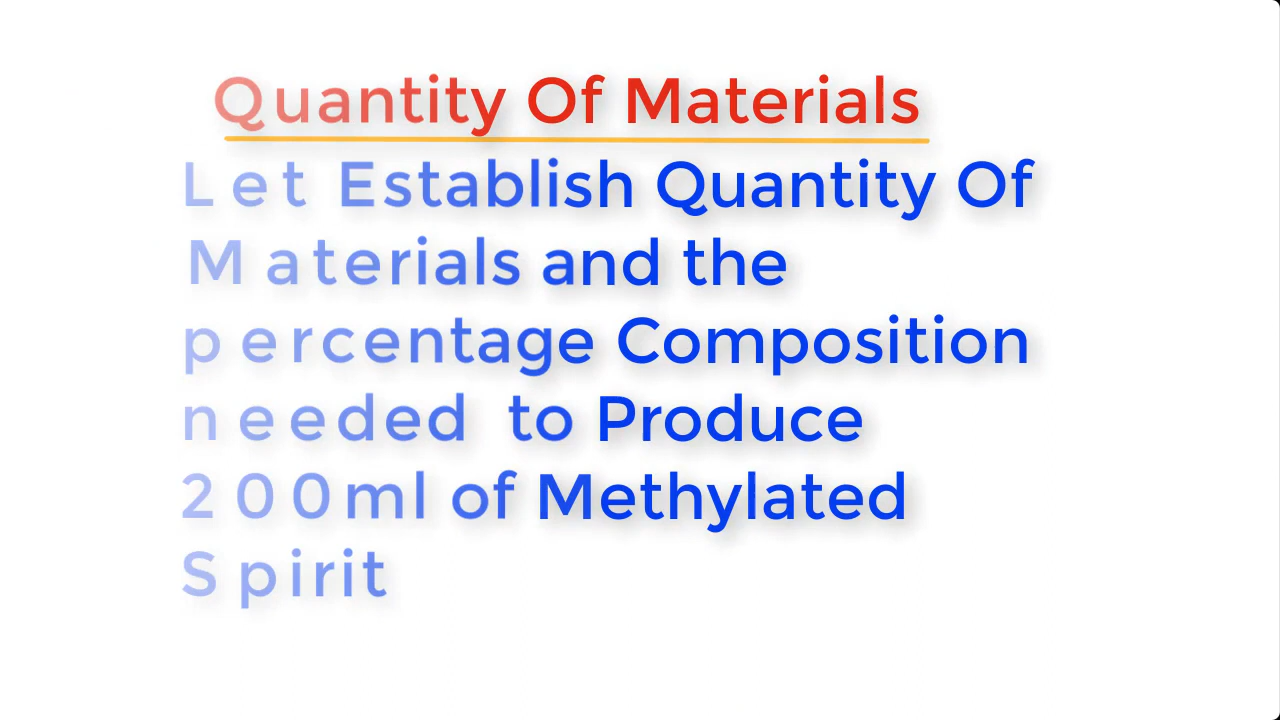 Quantity Of Materials
Let Establish Quantity Of
Materials and the
percentage Composition
needed to Produce
200ml of Methylated
Spirit